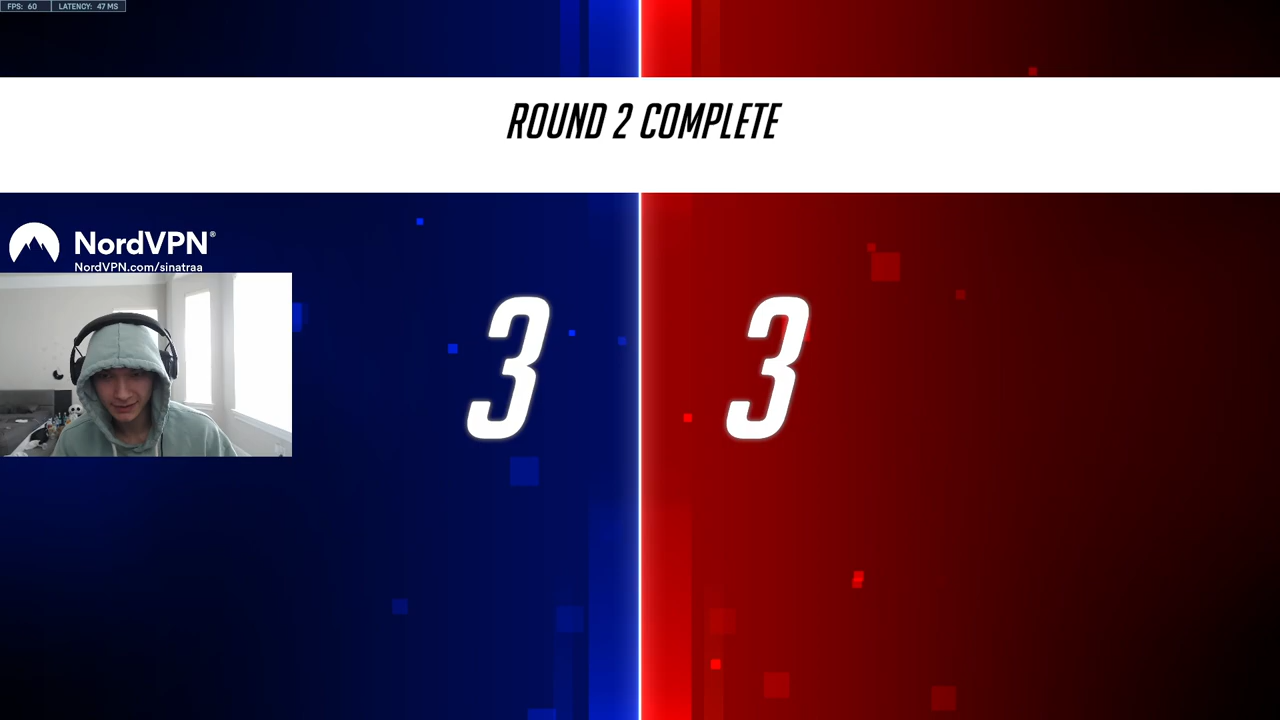 FPS: 60 LATENCY: 47 MS
ROUND 2 COMPLETE
NordVPN®
NordVPN.com/sinatraa
3 3